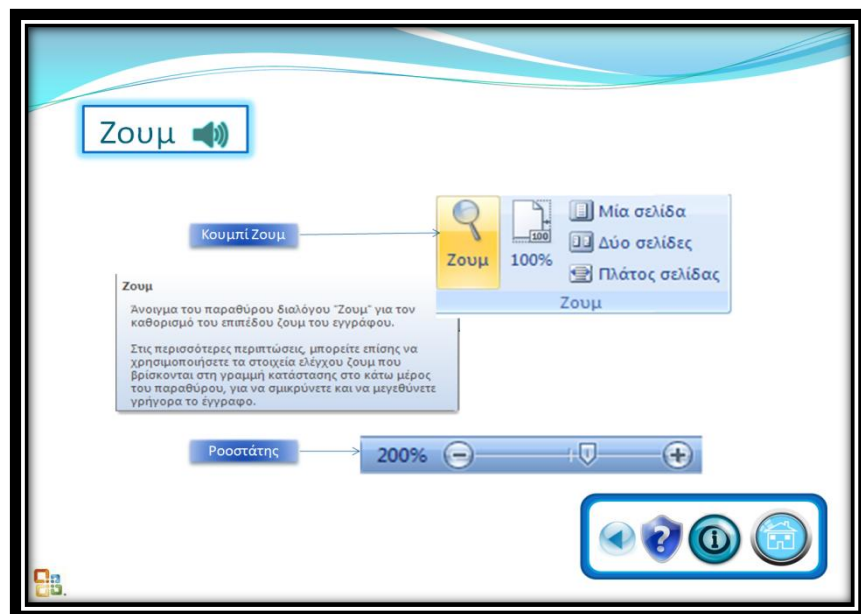 Ζουμ
Κουμπί Ζουμ
Ζουμ
100
100%
Μία σελίδα
Δύο σελίδες
Πλάτος σελίδας
Ζουμ
Ζουμ
Άνοιγμα του παραθύρου διαλόγου "Ζουμ" για τον
καθορισμό του επιπέδου ζουμ του εγγράφου.
Στις περισσότερες περιπτώσεις, μπορείτε επίσης να
χρησιμοποιήσετε τα στοιχεία ελέγχου ζουμ που
βρίσκονται στη γραμμή κατάστασης στο κάτω μέρος
του παραθύρου, για να σμικρύνετε και να μεγεθύνετε
γρήγορα το έγγραφο.
Ροοστάτης
200%